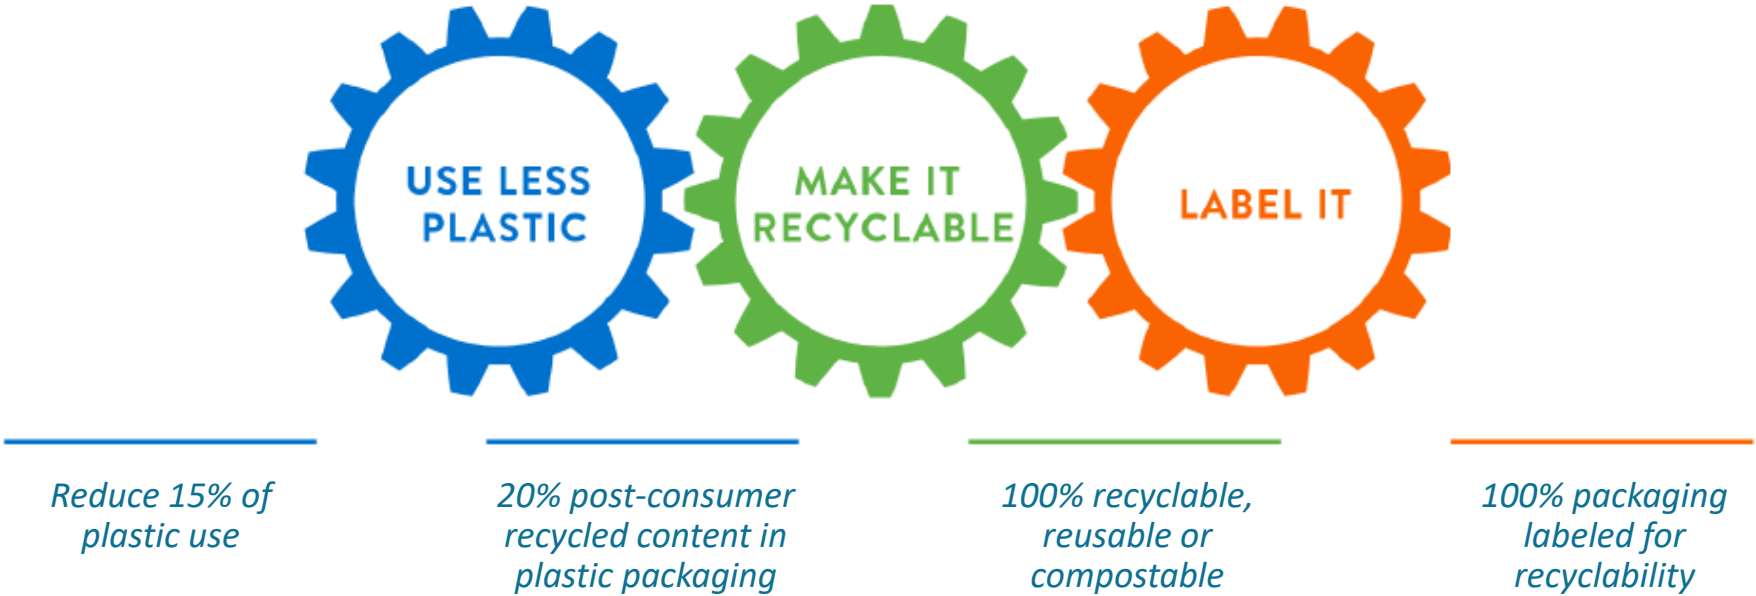 USE LESS
PLASTIC
MAKE IT
RECYCLABLE
LABEL IT
Reduce 15% of
plastic use
20% post-consumer
recycled content in
plastic packaging
100% recyclable,
reusable or
compostable
100% packaging
labeled for
recyclability